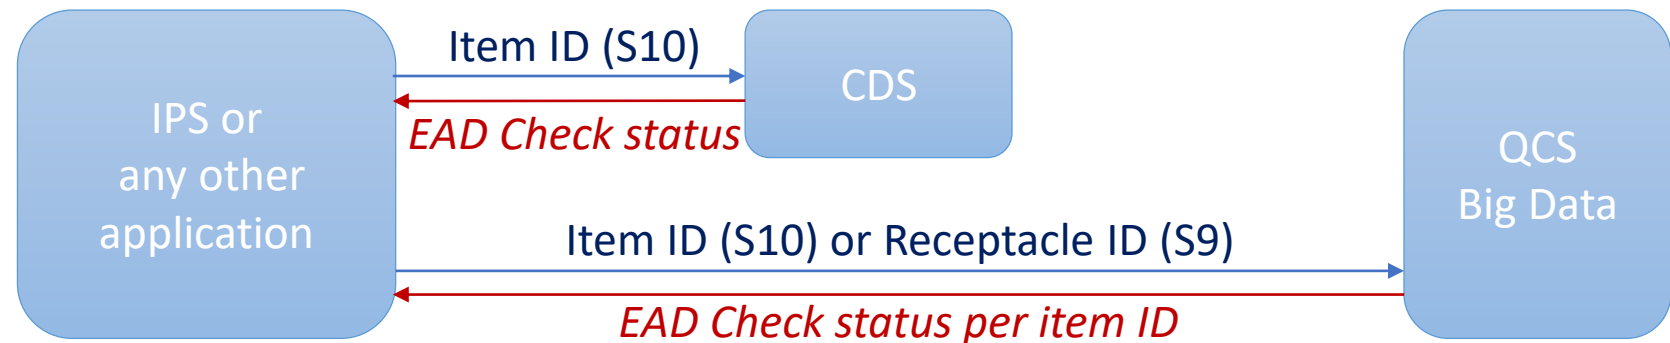 Item ID (S10)
CDS
EAD Check status
IPS or
any other
application
QCS
Big Data
Item ID (S10) or Receptacle ID (S9)
EAD Check status per item ID